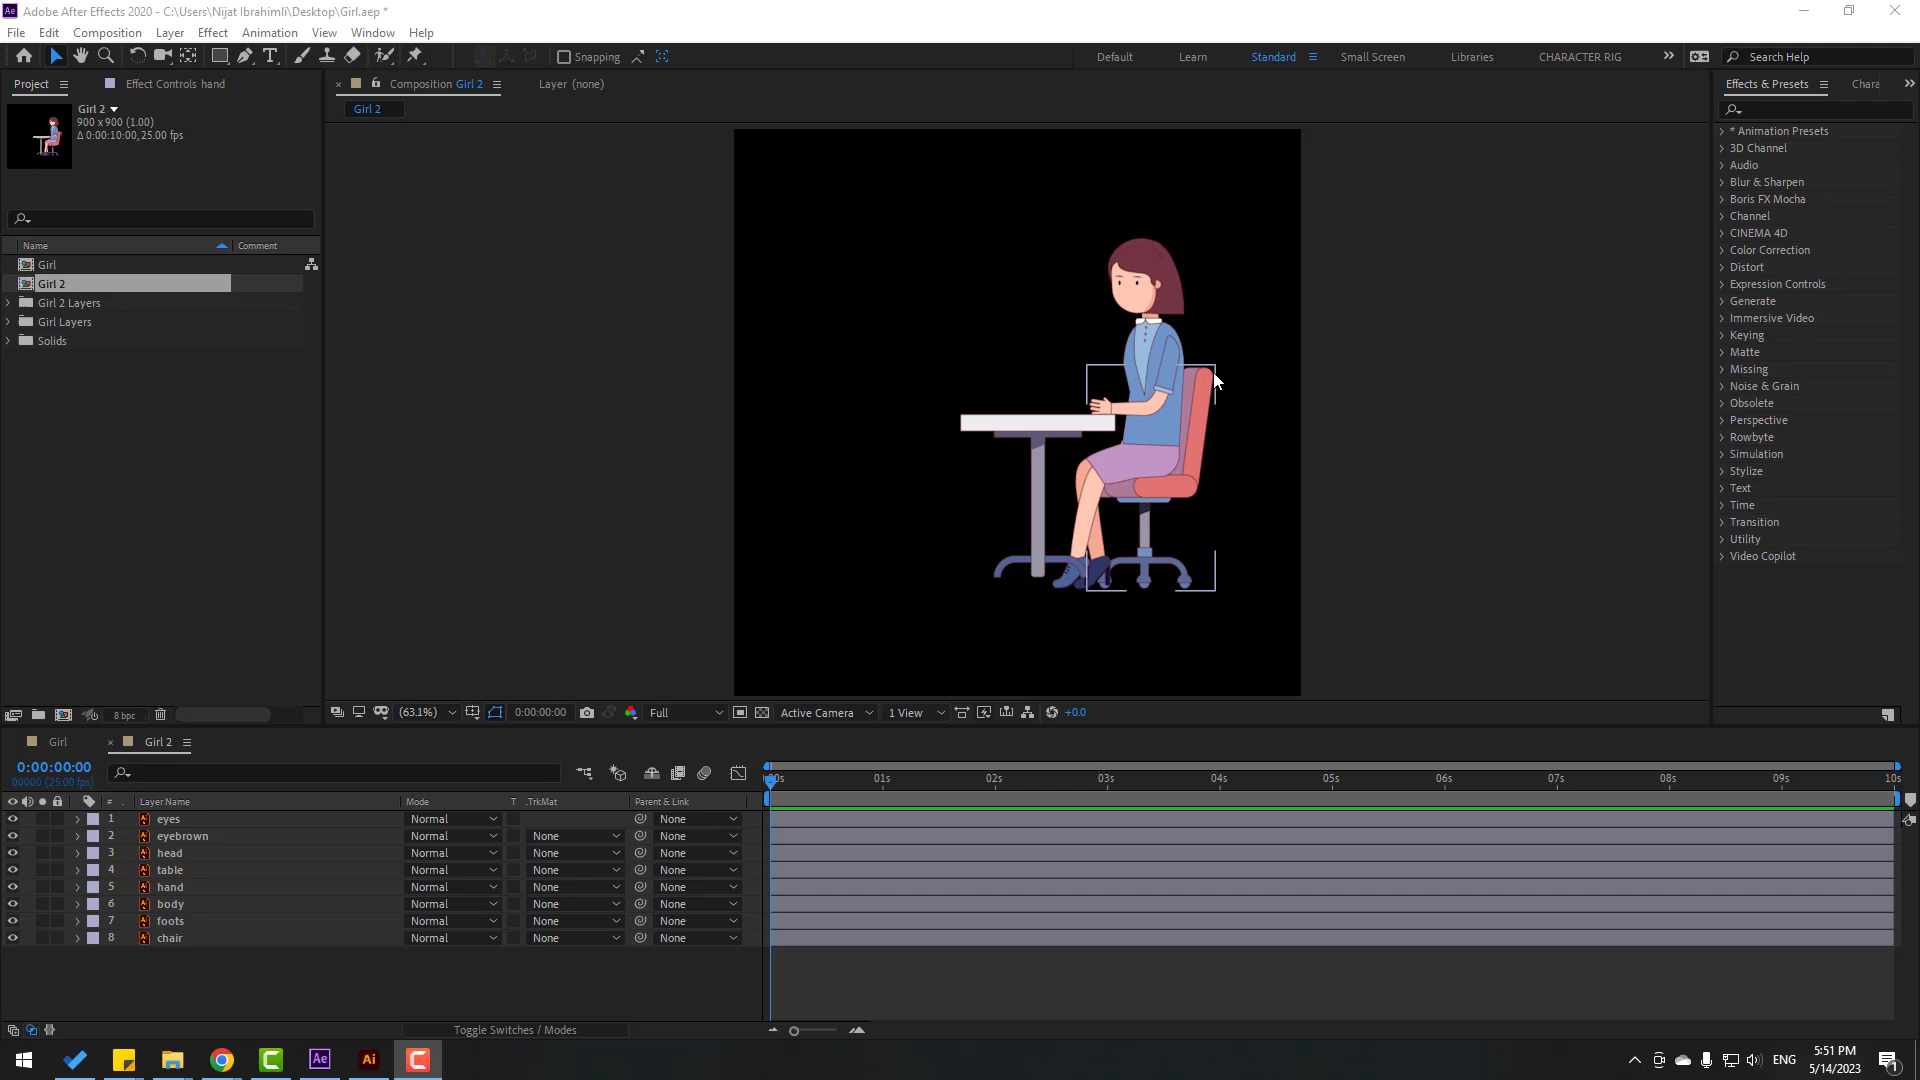 Adobe After Effects 2020 - C:\Users\Nijat Ibrahimli\Desktop\Girl.aep *
File Edit Composition Layer Effect Animation View Window Help
Snapping Default Learn Standard Small Screen Libraries CHARACTER RIG Search Help
Project Effect Controls hand
Girl 2
900 x 900 (1.00)
Δ 0:00:10:00, 25.00 fps
Name Comment
Girl
Girl 2
Girl 2 Layers
Girl Layers
Solids
8 bpc
Composition Girl 2 Layer (none)
Girl 2
(63.1%) 0:00:00:00 Full Active Camera 1 View +0.0
Effects & Presets Chara
* Animation Presets
3D Channel
Audio
Blur & Sharpen
Boris FX Mocha
Channel
CINEMA 4D
Color Correction
Distort
Expression Controls
Generate
Immersive Video
Keying
Matte
Missing
Noise & Grain
Obsolete
Perspective
Rowbyte
Simulation
Stylize
Text
Time
Transition
Utility
Video Copilot
Girl Girl 2
0:00:00:00
00000 (25.00 fps)
:00s 01s 02s 03s 04s 05s 06s 07s 08s 09s 10s
# Layer Name Mode T .TrkMat Parent & Link
1 eyes Normal None
2 eyebrown Normal None None
3 head Normal None None
4 table Normal None None
5 hand Normal None None
6 body Normal None None
7 foots Normal None None
8 chair Normal None None
Toggle Switches / Modes
ENG
5:51 PM
5/14/2023
1